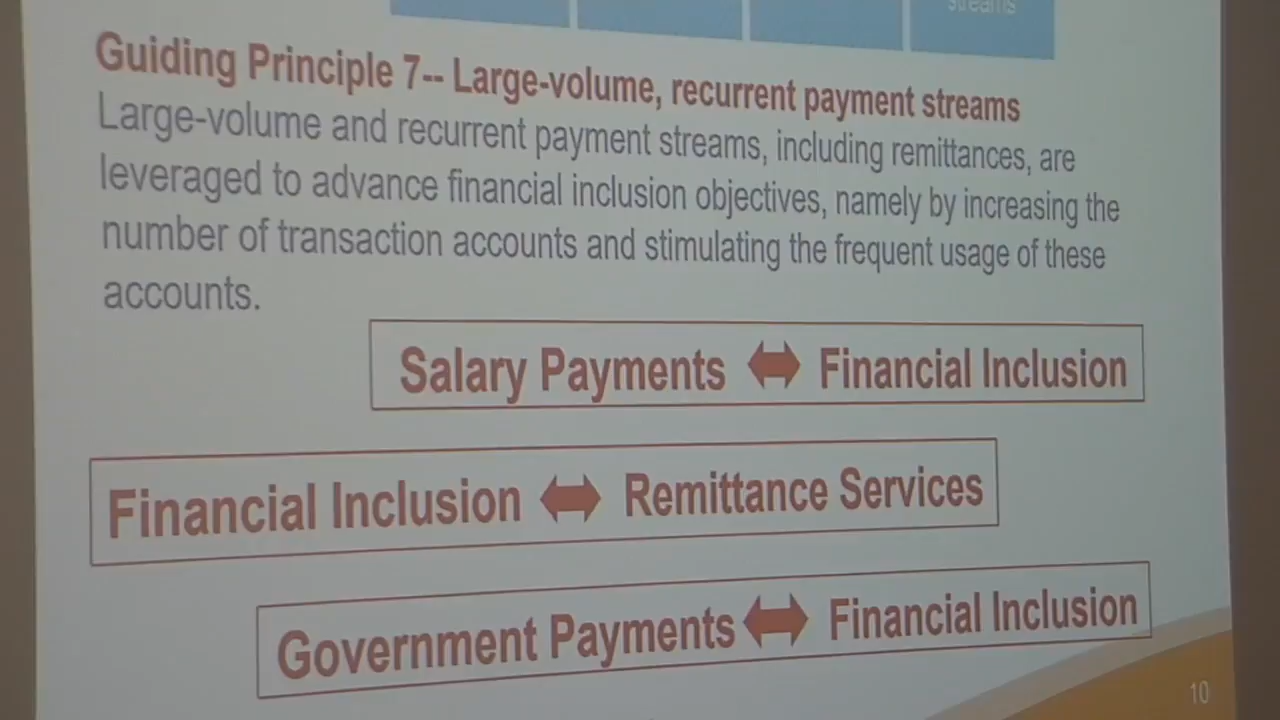 streams
Guiding Principle 7-- Large-volume, recurrent payment streams
Large-volume and recurrent payment streams, including remittances, are
leveraged to advance financial inclusion objectives, namely by increasing the
number of transaction accounts and stimulating the frequent usage of these
accounts.
Salary Payments Financial Inclusion
Financial Inclusion Remittance Services
Government Payments Financial Inclusion
10